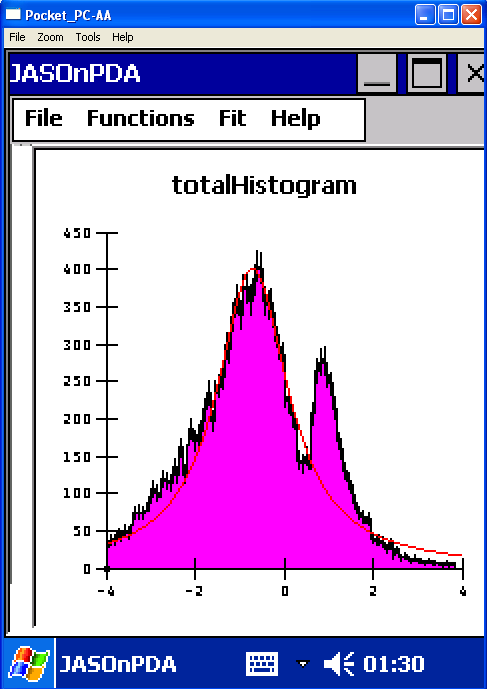 Pocket_PC-AA
File Zoom Tools Help
JASOnPDA
File Functions Fit Help
totalHistogram
450
400
350
300
250
200
150
100
50
0
-4 -2 0 2 4
JASOnPDA 01:30